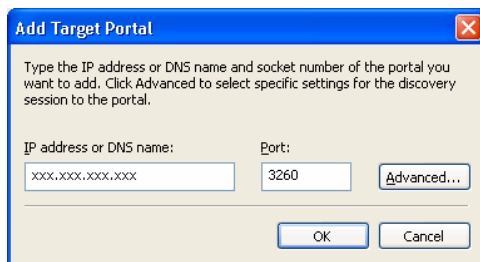 Add Target Portal
Type the IP address or DNS name and socket number of the portal you
want to add. Click Advanced to select specific settings for the discovery
session to the portal.
IP address or DNS name: Port:
xxx.xxx.xxx.xxx 3260 Advanced...
OK Cancel